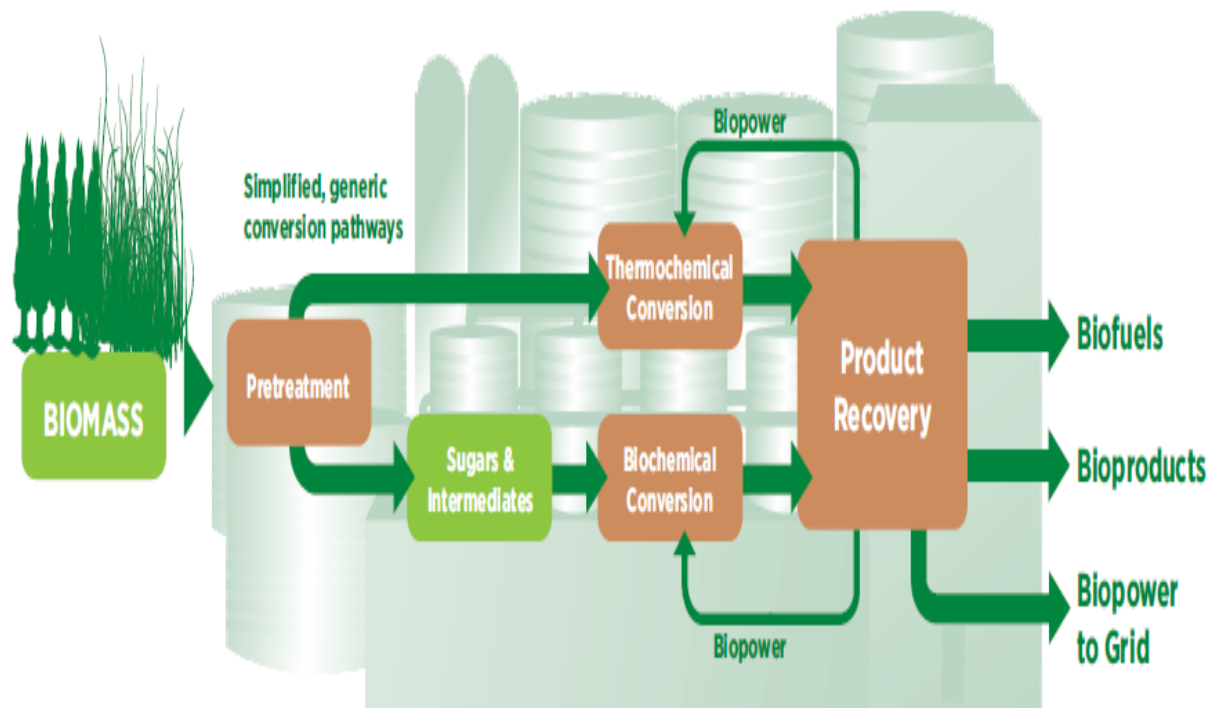 Simplified, generic
conversion pathways
BIOMASS
Pretreatment
Sugars &
Intermediates
Biopower
Thermochemical
Conversion
Biochemical
Conversion
Biopower
Product
Recovery
Biofuels
Bioproducts
Biopower
to Grid